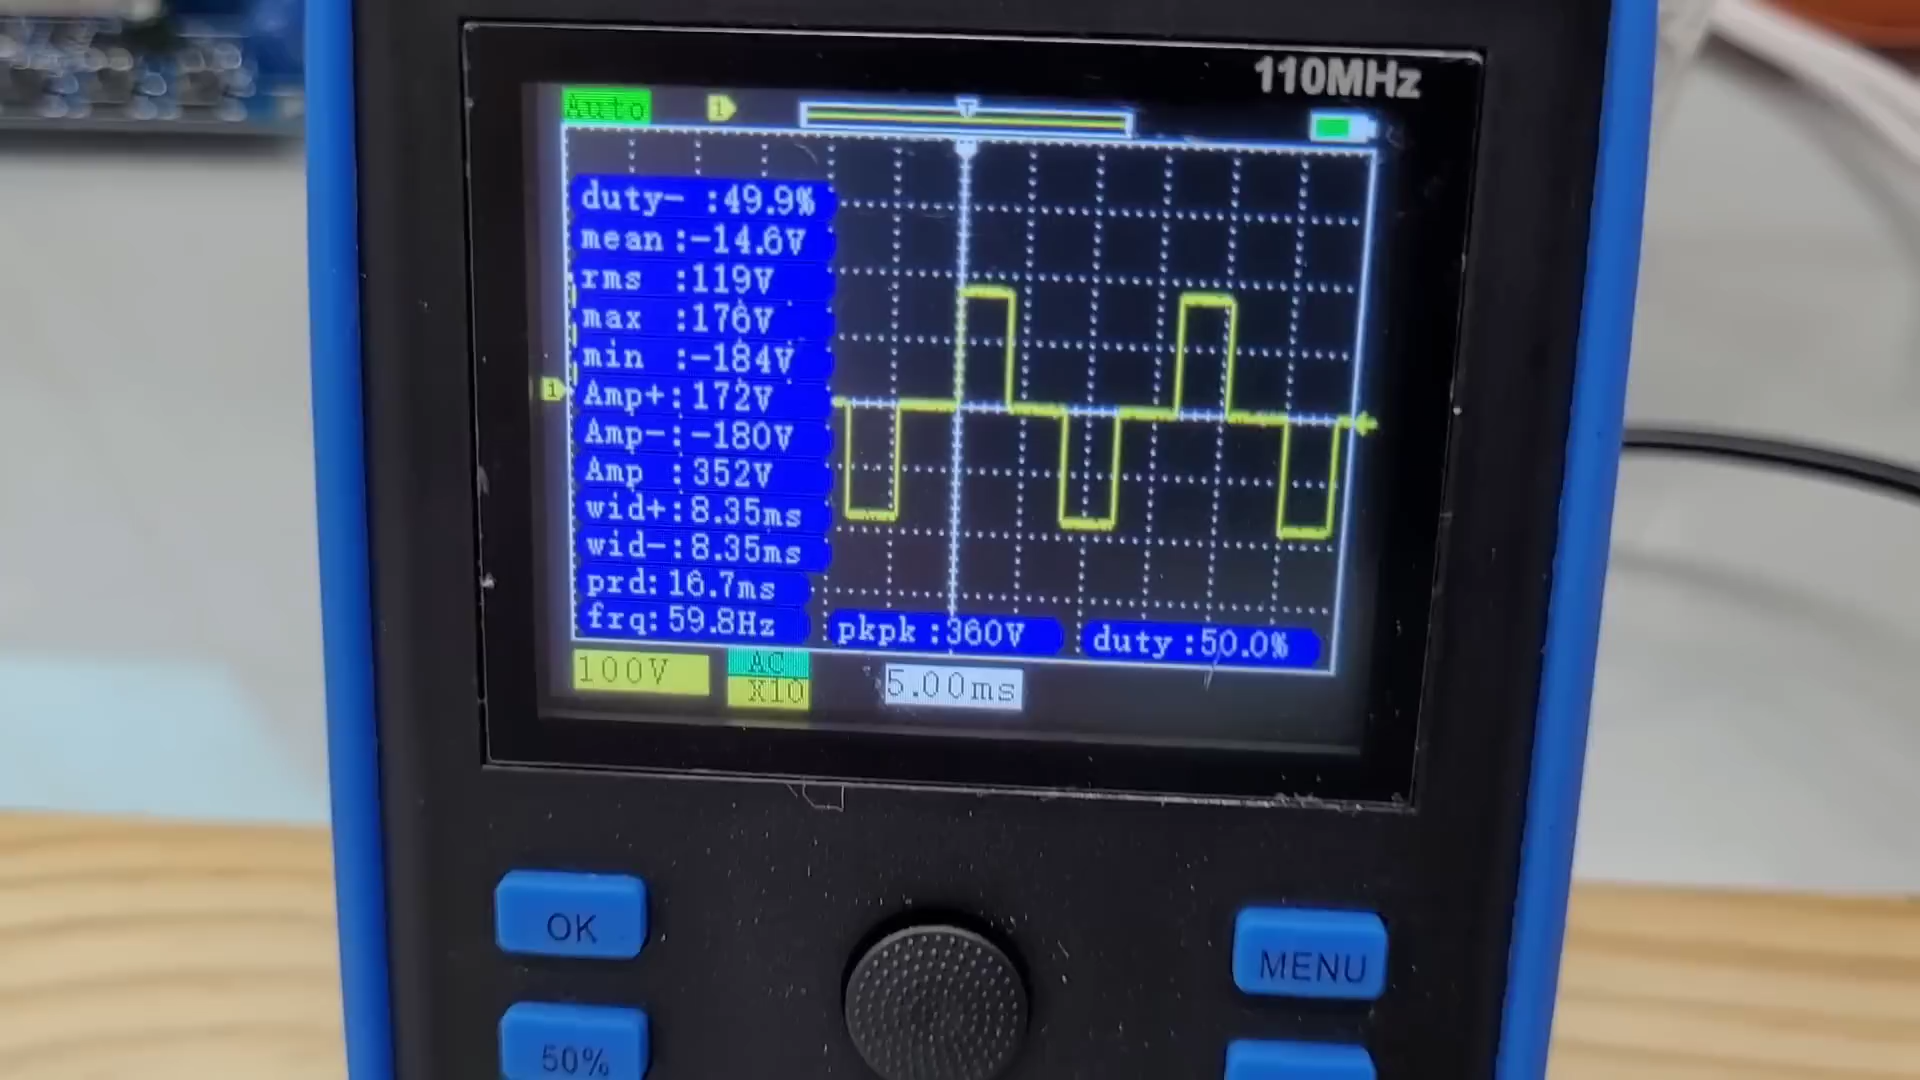 110MHz
Auto
1
T
duty- :49.9%
mean :-14.6V
rms :119V
max :176V
min :-184V
1
Amp+:172V
Amp-:-180V
Amp :352V
wid+:8.35ms
wid-:8.35ms
prd:16.7ms
frq:59.8Hz
pkpk :360V
duty :50.0%
100V
AC
X10
5.00ms
OK
MENU
50%